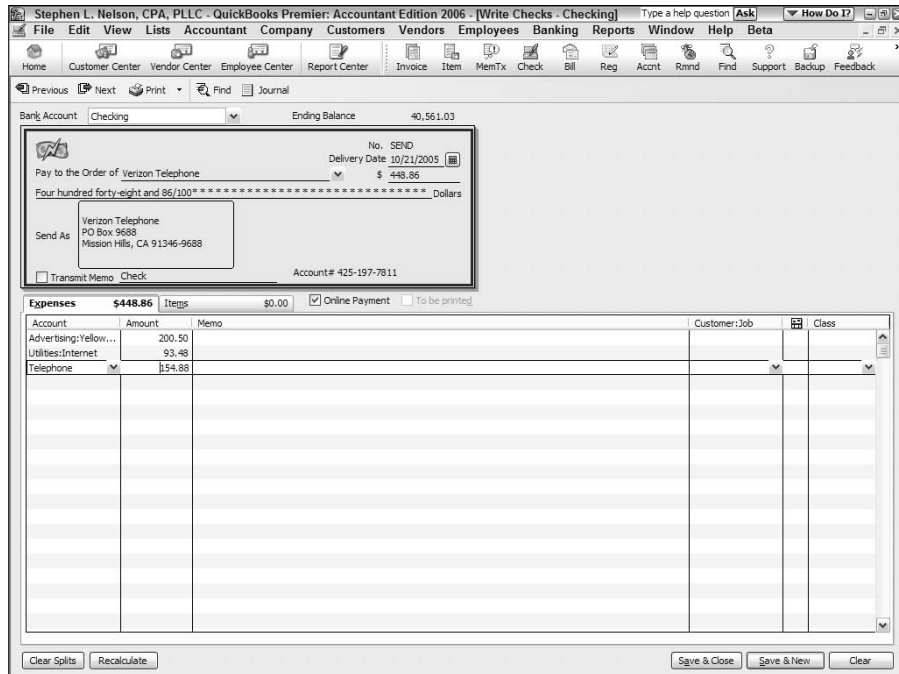 Stephen L. Nelson, CPA, PLLC - QuickBooks Premier: Accountant Edition 2006 - [Write Checks - Checking] Type a help question Ask How Do I?
File Edit View Lists Accountant Company Customers Vendors Employees Banking Reports Window Help Beta
Home Customer Center Vendor Center Employee Center Report Center Invoice Item MemTx Check Bill Reg Accnt Rmnd Find Support Backup Feedback
Previous Next Print Find Journal
Bank Account Checking Ending Balance 40,561.03
No. SEND
Delivery Date 10/21/2005
Pay to the Order of Verizon Telephone $ 448.86
Four hundred forty-eight and 86/100* * * * * * * * * * * * * * * * * * * * * * * * * * * * * * Dollars
Send As
Verizon Telephone
PO Box 9688
Mission Hills, CA 91346-9688
Transmit Memo Check Account# 425-197-7811
Expenses $448.86 Items $0.00 Online Payment To be printed
Account Amount Memo Customer:Job Class
Advertising:Yellow... 200.50
Utilities:Internet 93.48
Telephone 154.88
Clear Splits Recalculate Save & Close Save & New Clear